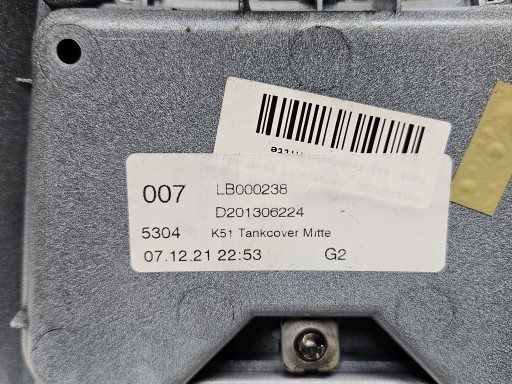 007 LB000238
D201306224
5304 K51 Tankcover Mitte
07.12.21 22:53 G2